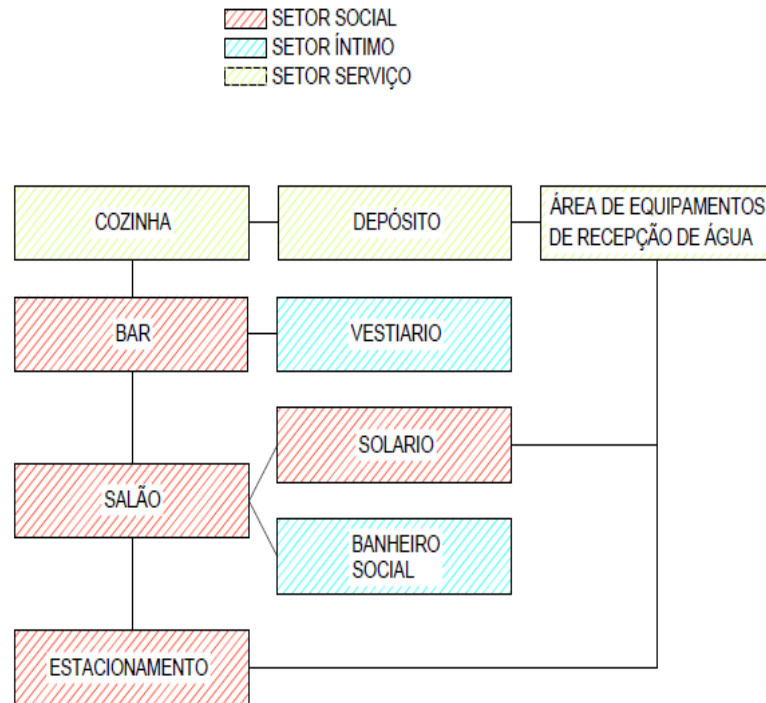 SETOR SOCIAL
SETOR ÍNTIMO
SETOR SERVIÇO
COZINHA
DEPÓSITO
ÁREA DE EQUIPAMENTOS
DE RECEPÇÃO DE ÁGUA
BAR
VESTIARIO
SOLARIO
SALÃO
BANHEIRO
SOCIAL
ESTACIONAMENTO